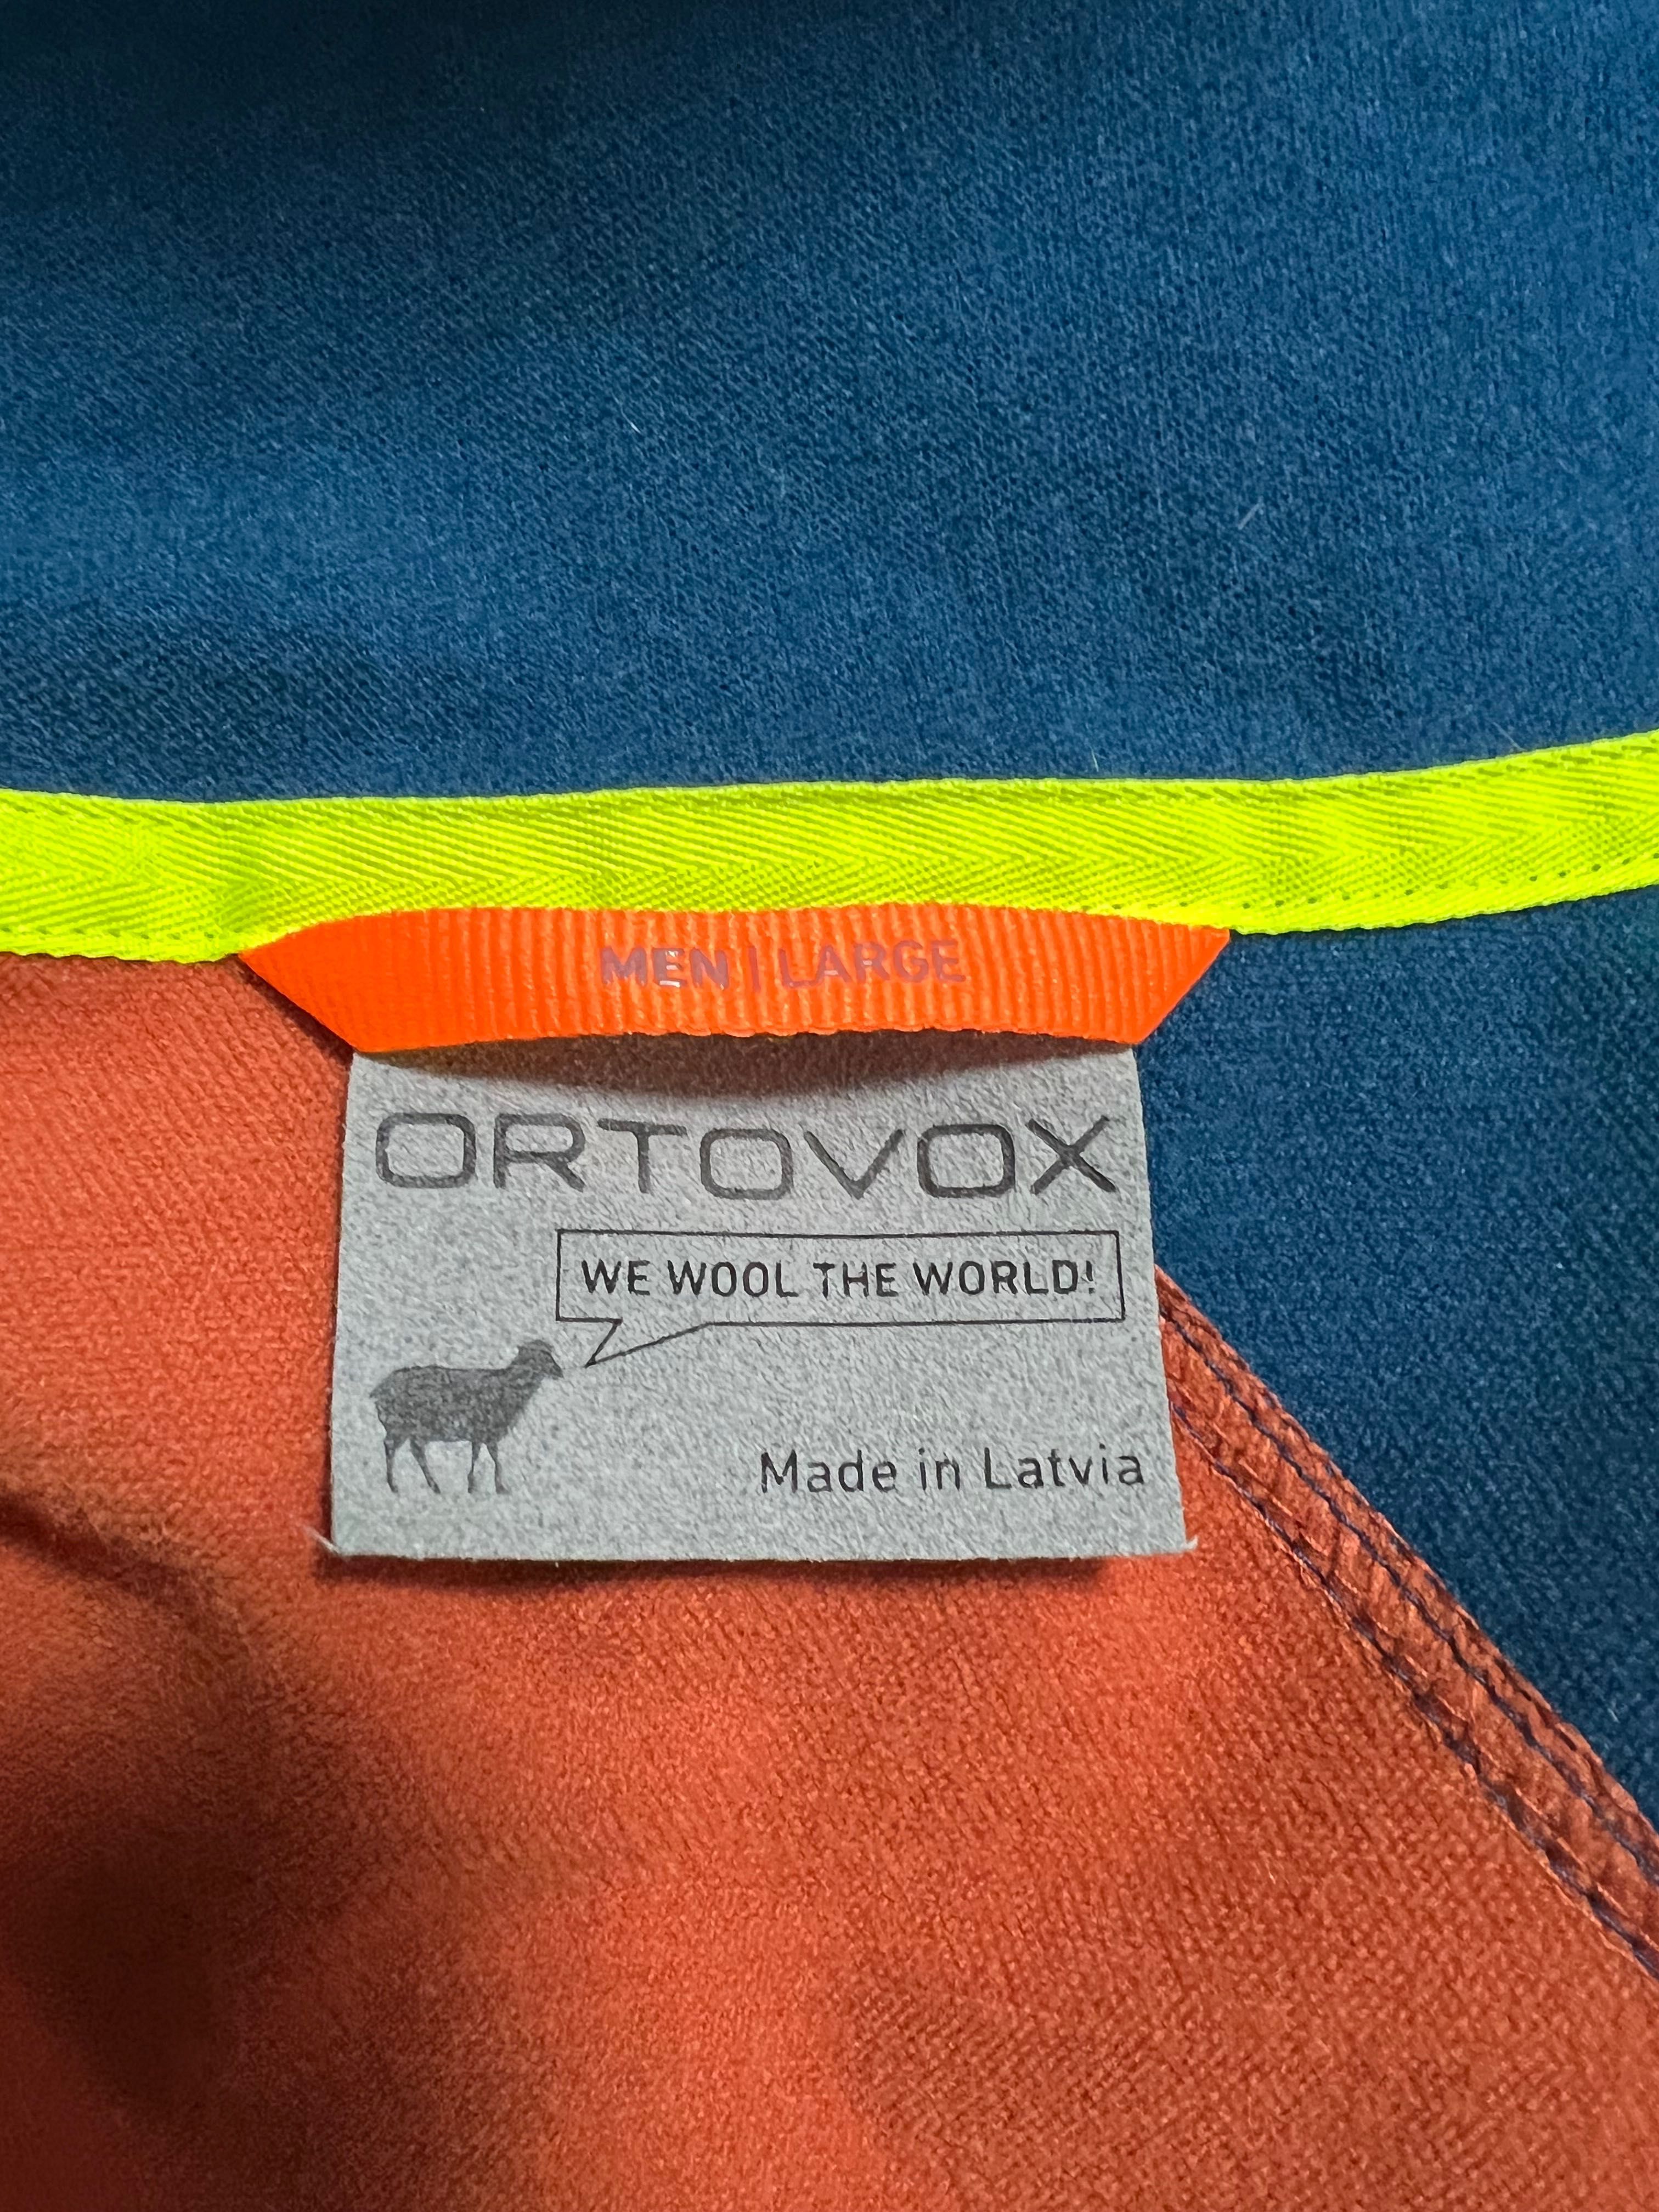 MEN | LARGE
ORTOVOX
WE WOOL THE WORLD!
Made in Latvia